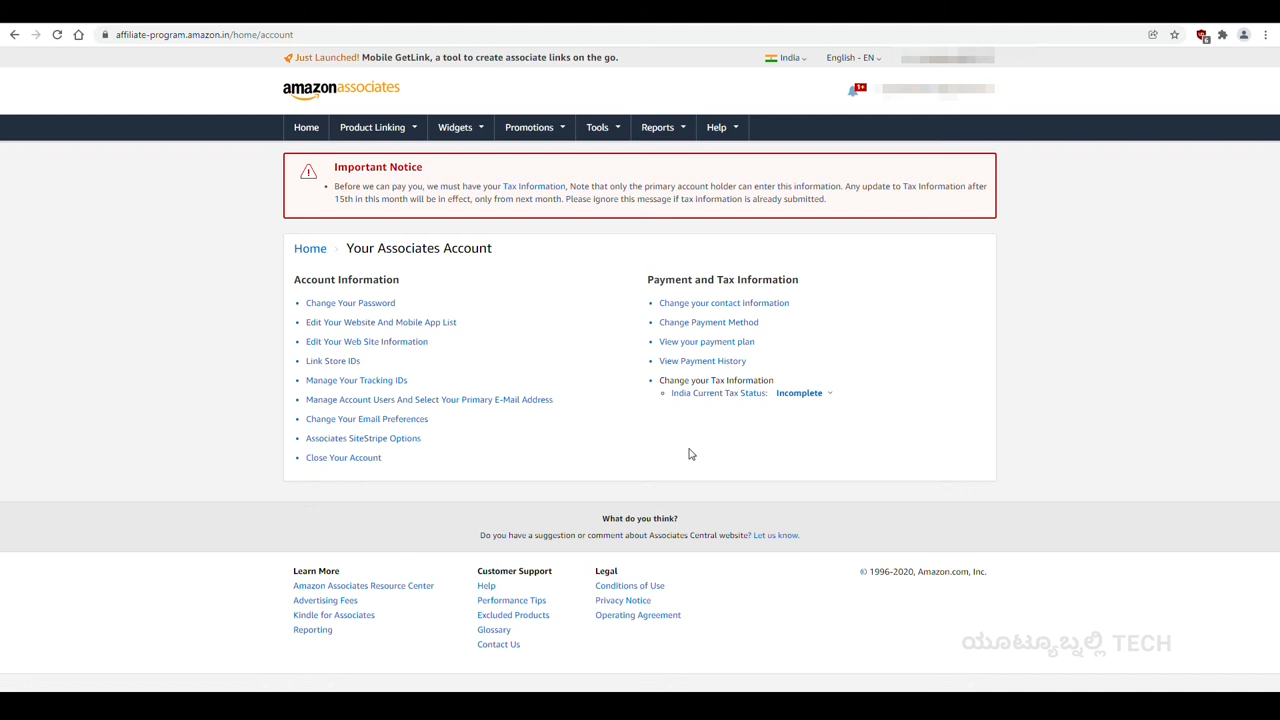 affiliate-program.amazon.in/home/account
6
Just Launched! Mobile GetLink, a tool to create associate links on the go.
India
English - EN
amazonassociates
1+
Home Product Linking Widgets Promotions Tools Reports Help
Important Notice
• Before we can pay you, we must have your Tax Information, Note that only the primary account holder can enter this information. Any update to Tax Information after
15th in this month will be in effect, only from next month. Please ignore this message if tax information is already submitted.
Home › Your Associates Account
Account Information
• Change Your Password
• Edit Your Website And Mobile App List
• Edit Your Web Site Information
• Link Store IDs
• Manage Your Tracking IDs
• Manage Account Users And Select Your Primary E-Mail Address
• Change Your Email Preferences
• Associates SiteStripe Options
• Close Your Account
Payment and Tax Information
• Change your contact Information
• Change Payment Method
• View your payment plan
• View Payment History
• Change your Tax Information
India Current Tax Status: Incomplete
What do you think?
Do you have a suggestion or comment about Associates Central website? Let us know.
Learn More
Amazon Associates Resource Center
Advertising Fees
Kindle for Associates
Reporting
Customer Support
Help
Performance Tips
Excluded Products
Glossary
Contact Us
Legal
Conditions of Use
Privacy Notice
Operating Agreement
© 1996-2020, Amazon.com, Inc.
ಯೂಟ್ಯೂಬ್ನಲ್ಲಿ TECH